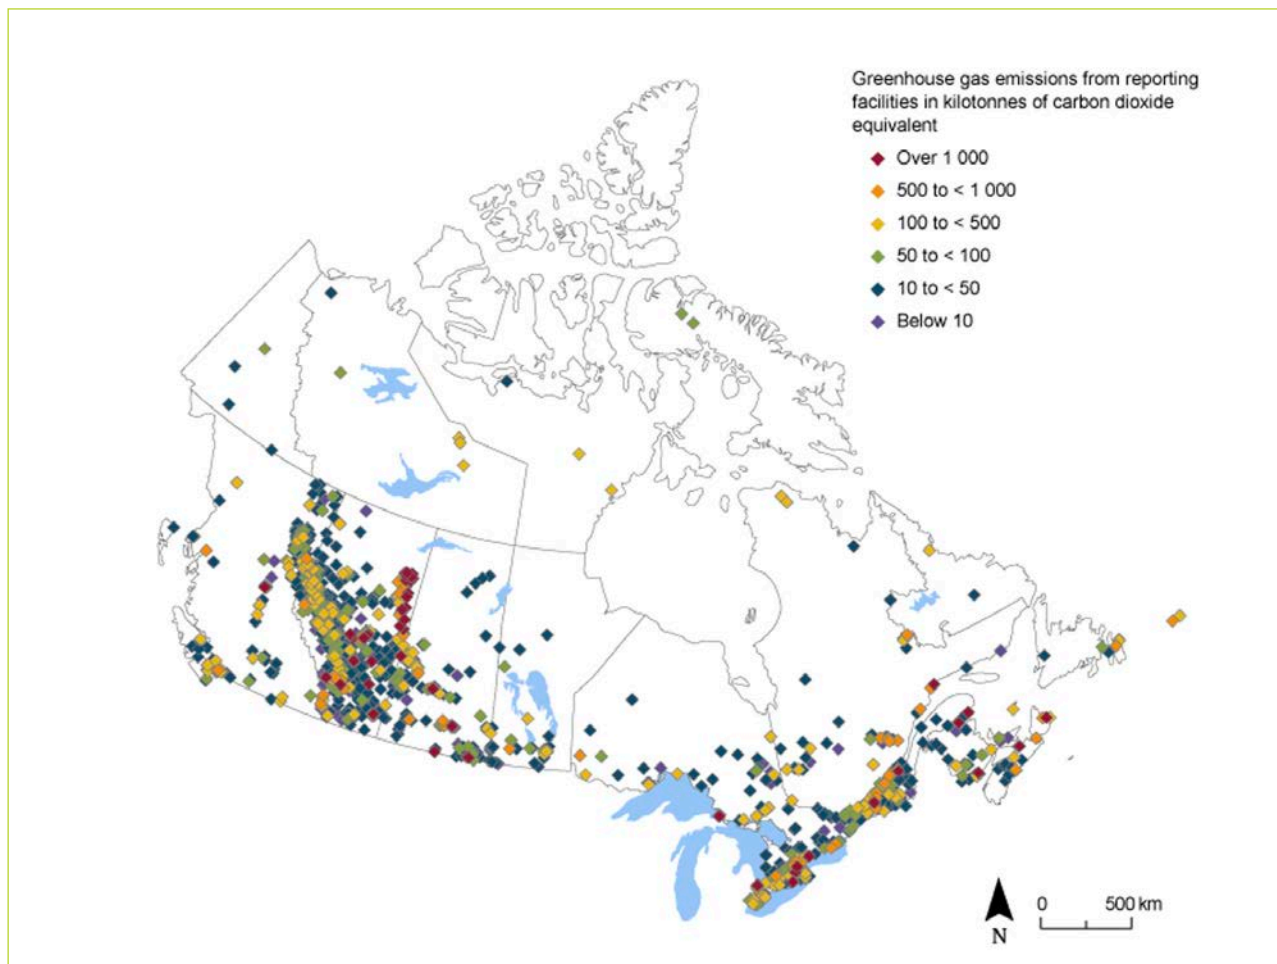 Greenhouse gas emissions from reporting
facilities in kilotonnes of carbon dioxide
equivalent
Over 1 000
500 to < 1 000
100 to < 500
50 to < 100
10 to < 50
Below 10
0 500 km
N